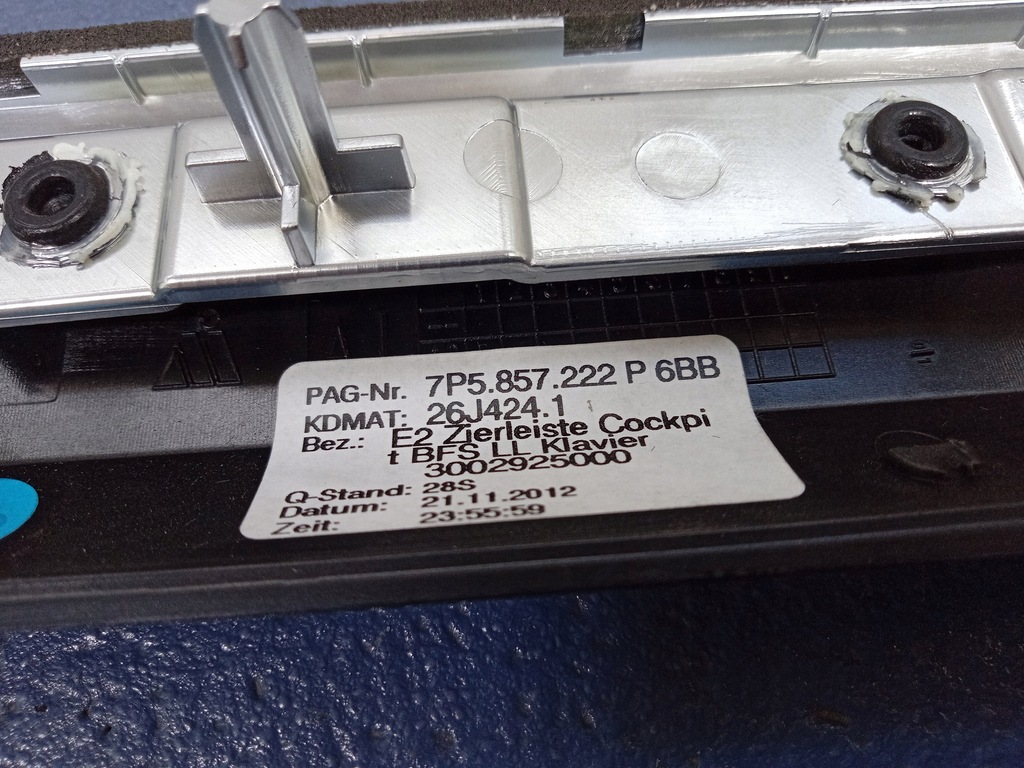 PAG-Nr. 7P5.857.222 P 6BB
KDMAT: 26J424.1
Bez.: E2 Zierleiste Cockpi
t BFS LL Klavier
3002925000
Q-Stand: 28S
Datum: 21.11.2012
Zeit: 23:55:59